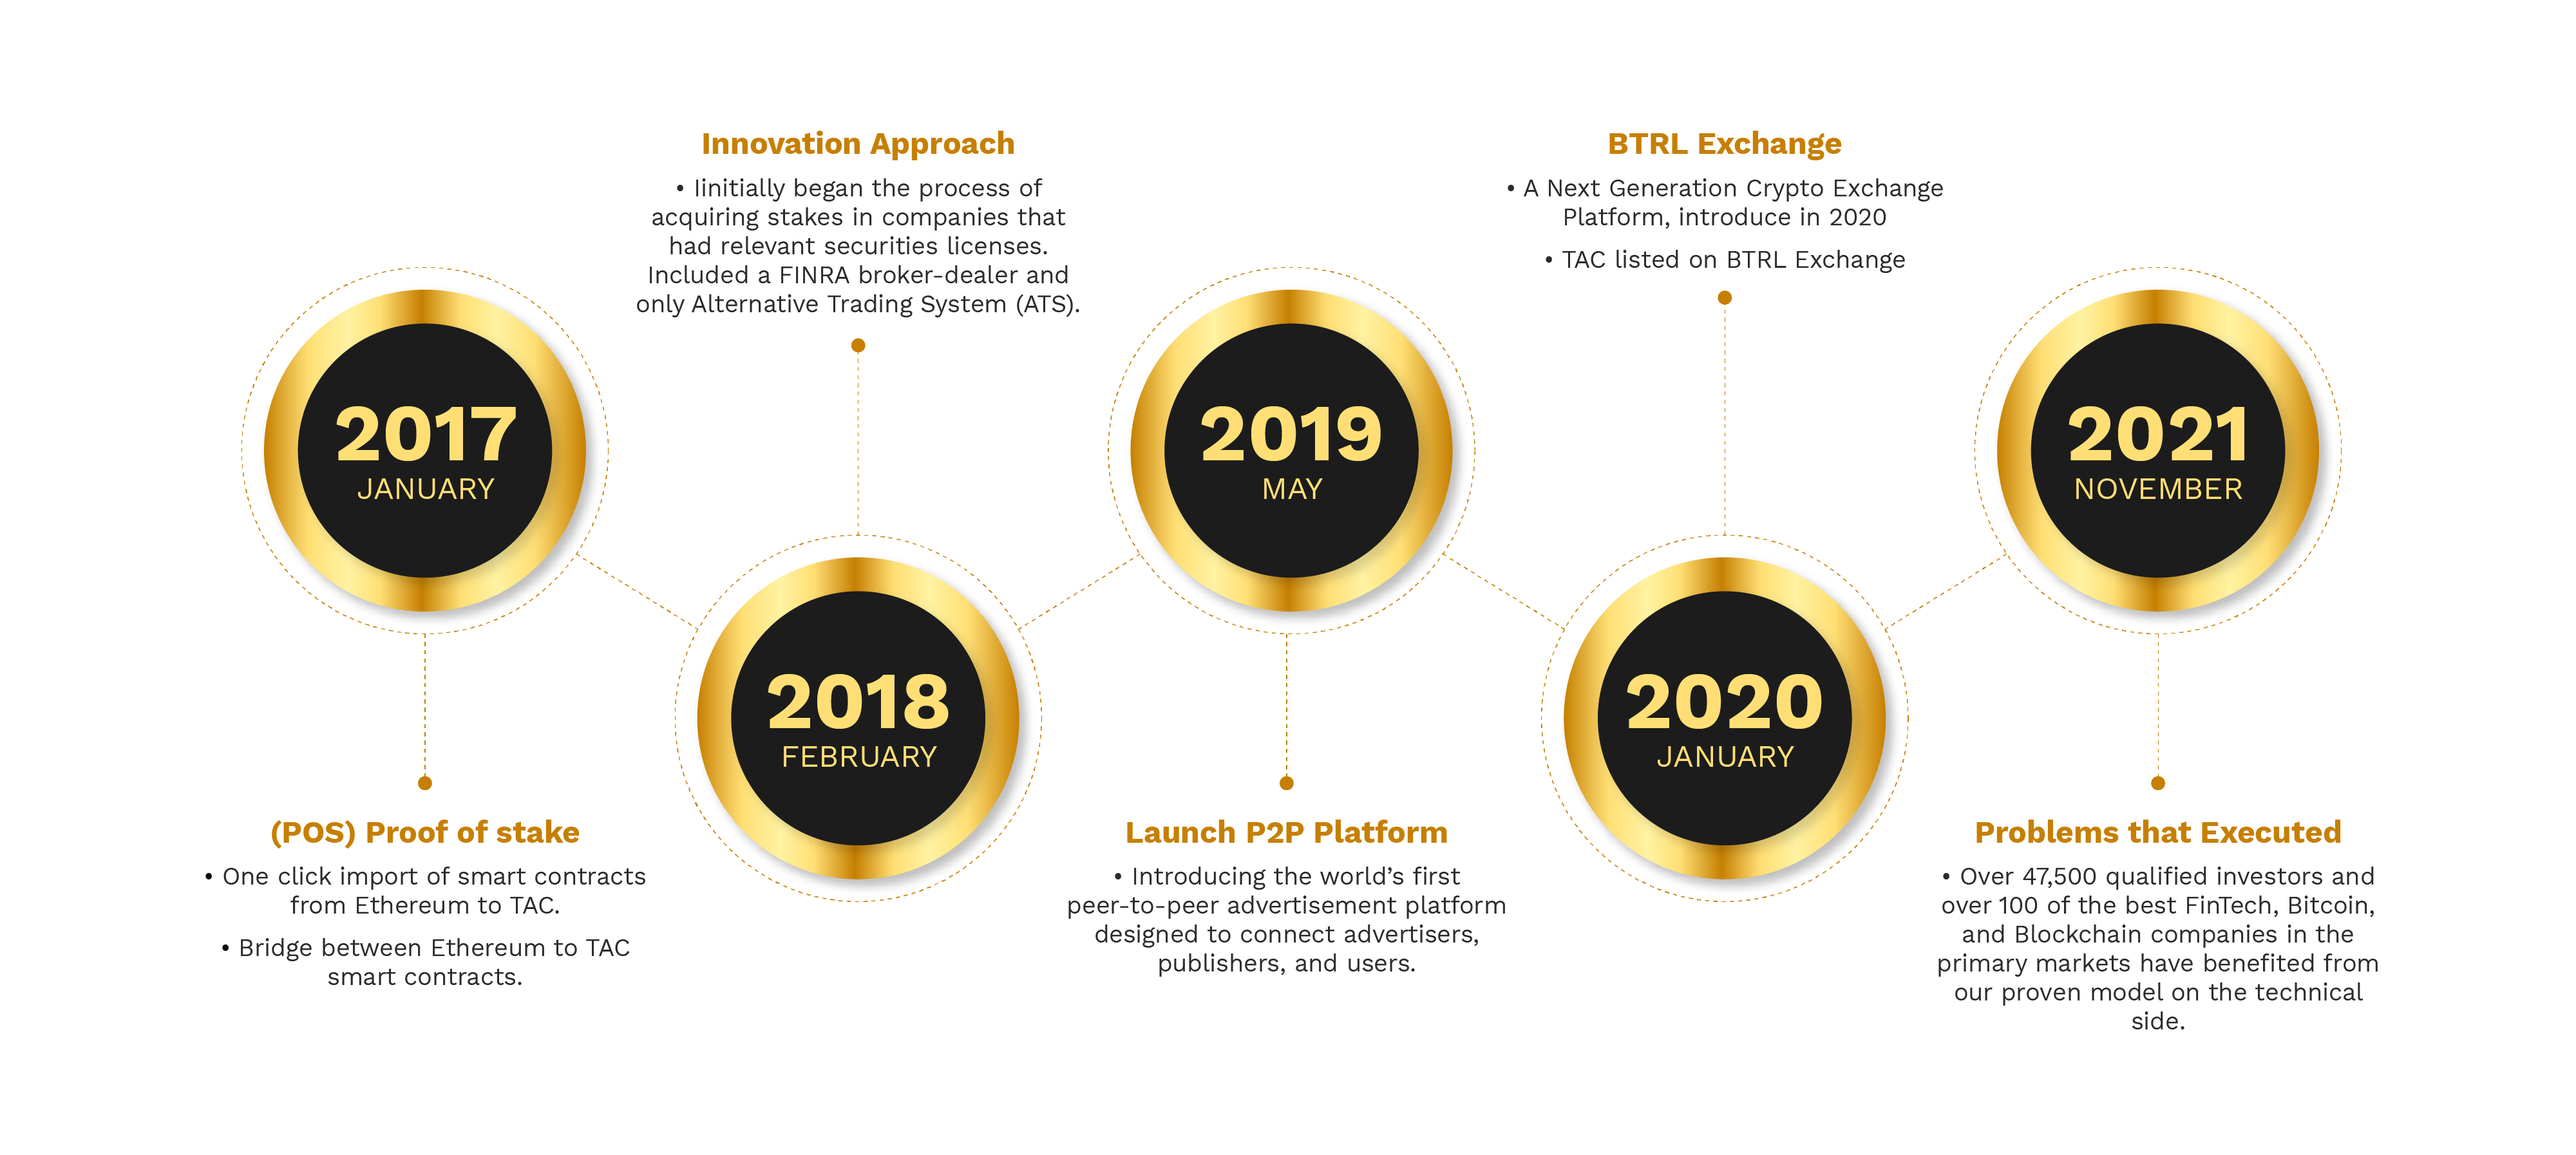 2017
JANUARY
(POS) Proof of stake
• One click import of smart contracts
from Ethereum to TAC.
• Bridge between Ethereum to TAC
smart contracts.
Innovation Approach
• Iinitially began the process of
acquiring stakes in companies that
had relevant securities licenses.
Included a FINRA broker-dealer and
only Alternative Trading System (ATS).
2018
FEBRUARY
2019
MAY
Launch P2P Platform
• Introducing the world’s first
peer-to-peer advertisement platform
designed to connect advertisers,
publishers, and users.
BTRL Exchange
• A Next Generation Crypto Exchange
Platform, introduce in 2020
• TAC listed on BTRL Exchange
2020
JANUARY
2021
NOVEMBER
Problems that Executed
• Over 47,500 qualified investors and
over 100 of the best FinTech, Bitcoin,
and Blockchain companies in the
primary markets have benefited from
our proven model on the technical
side.